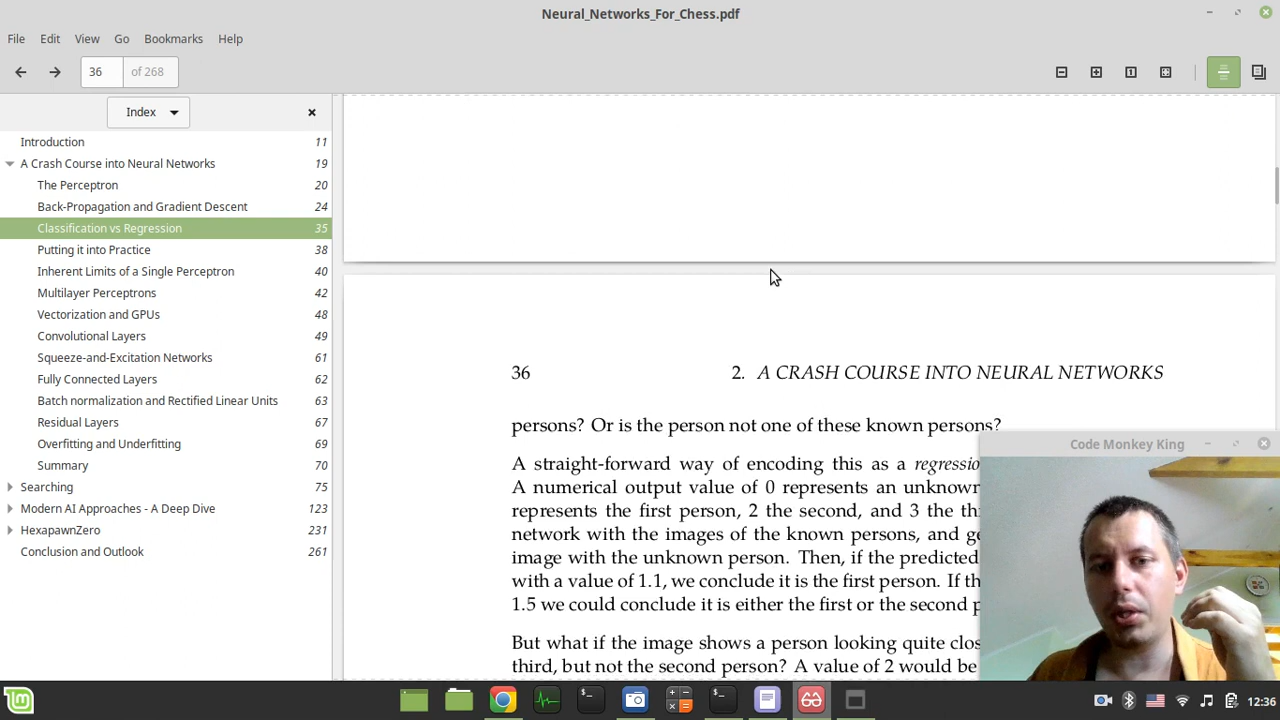 Neural_Networks_For_Chess.pdf
File Edit View Go Bookmarks Help
36 of 268
Index
Introduction 11
A Crash Course into Neural Networks 19
The Perceptron 20
Back-Propagation and Gradient Descent 24
Classification vs Regression 35
Putting it into Practice 38
Inherent Limits of a Single Perceptron 40
Multilayer Perceptrons 42
Vectorization and GPUs 48
Convolutional Layers 49
Squeeze-and-Excitation Networks 61
Fully Connected Layers 62
Batch normalization and Rectified Linear Units 63
Residual Layers 67
Overfitting and Underfitting 69
Summary 70
Searching 75
Modern AI Approaches - A Deep Dive 123
HexapawnZero 231
Conclusion and Outlook 261
36 2. A CRASH COURSE INTO NEURAL NETWORKS
persons? Or is the person not one of these known persons?
A straight-forward way of encoding this as a regressio
A numerical output value of 0 represents an unknown
represents the first person, 2 the second, and 3 the th
network with the images of the known persons, and ge
image with the unknown person. Then, if the predicted
with a value of 1.1, we conclude it is the first person. If th
1.5 we could conclude it is either the first or the second p
But what if the image shows a person looking quite clos
third, but not the second person? A value of 2 would be
Code Monkey King
12:36